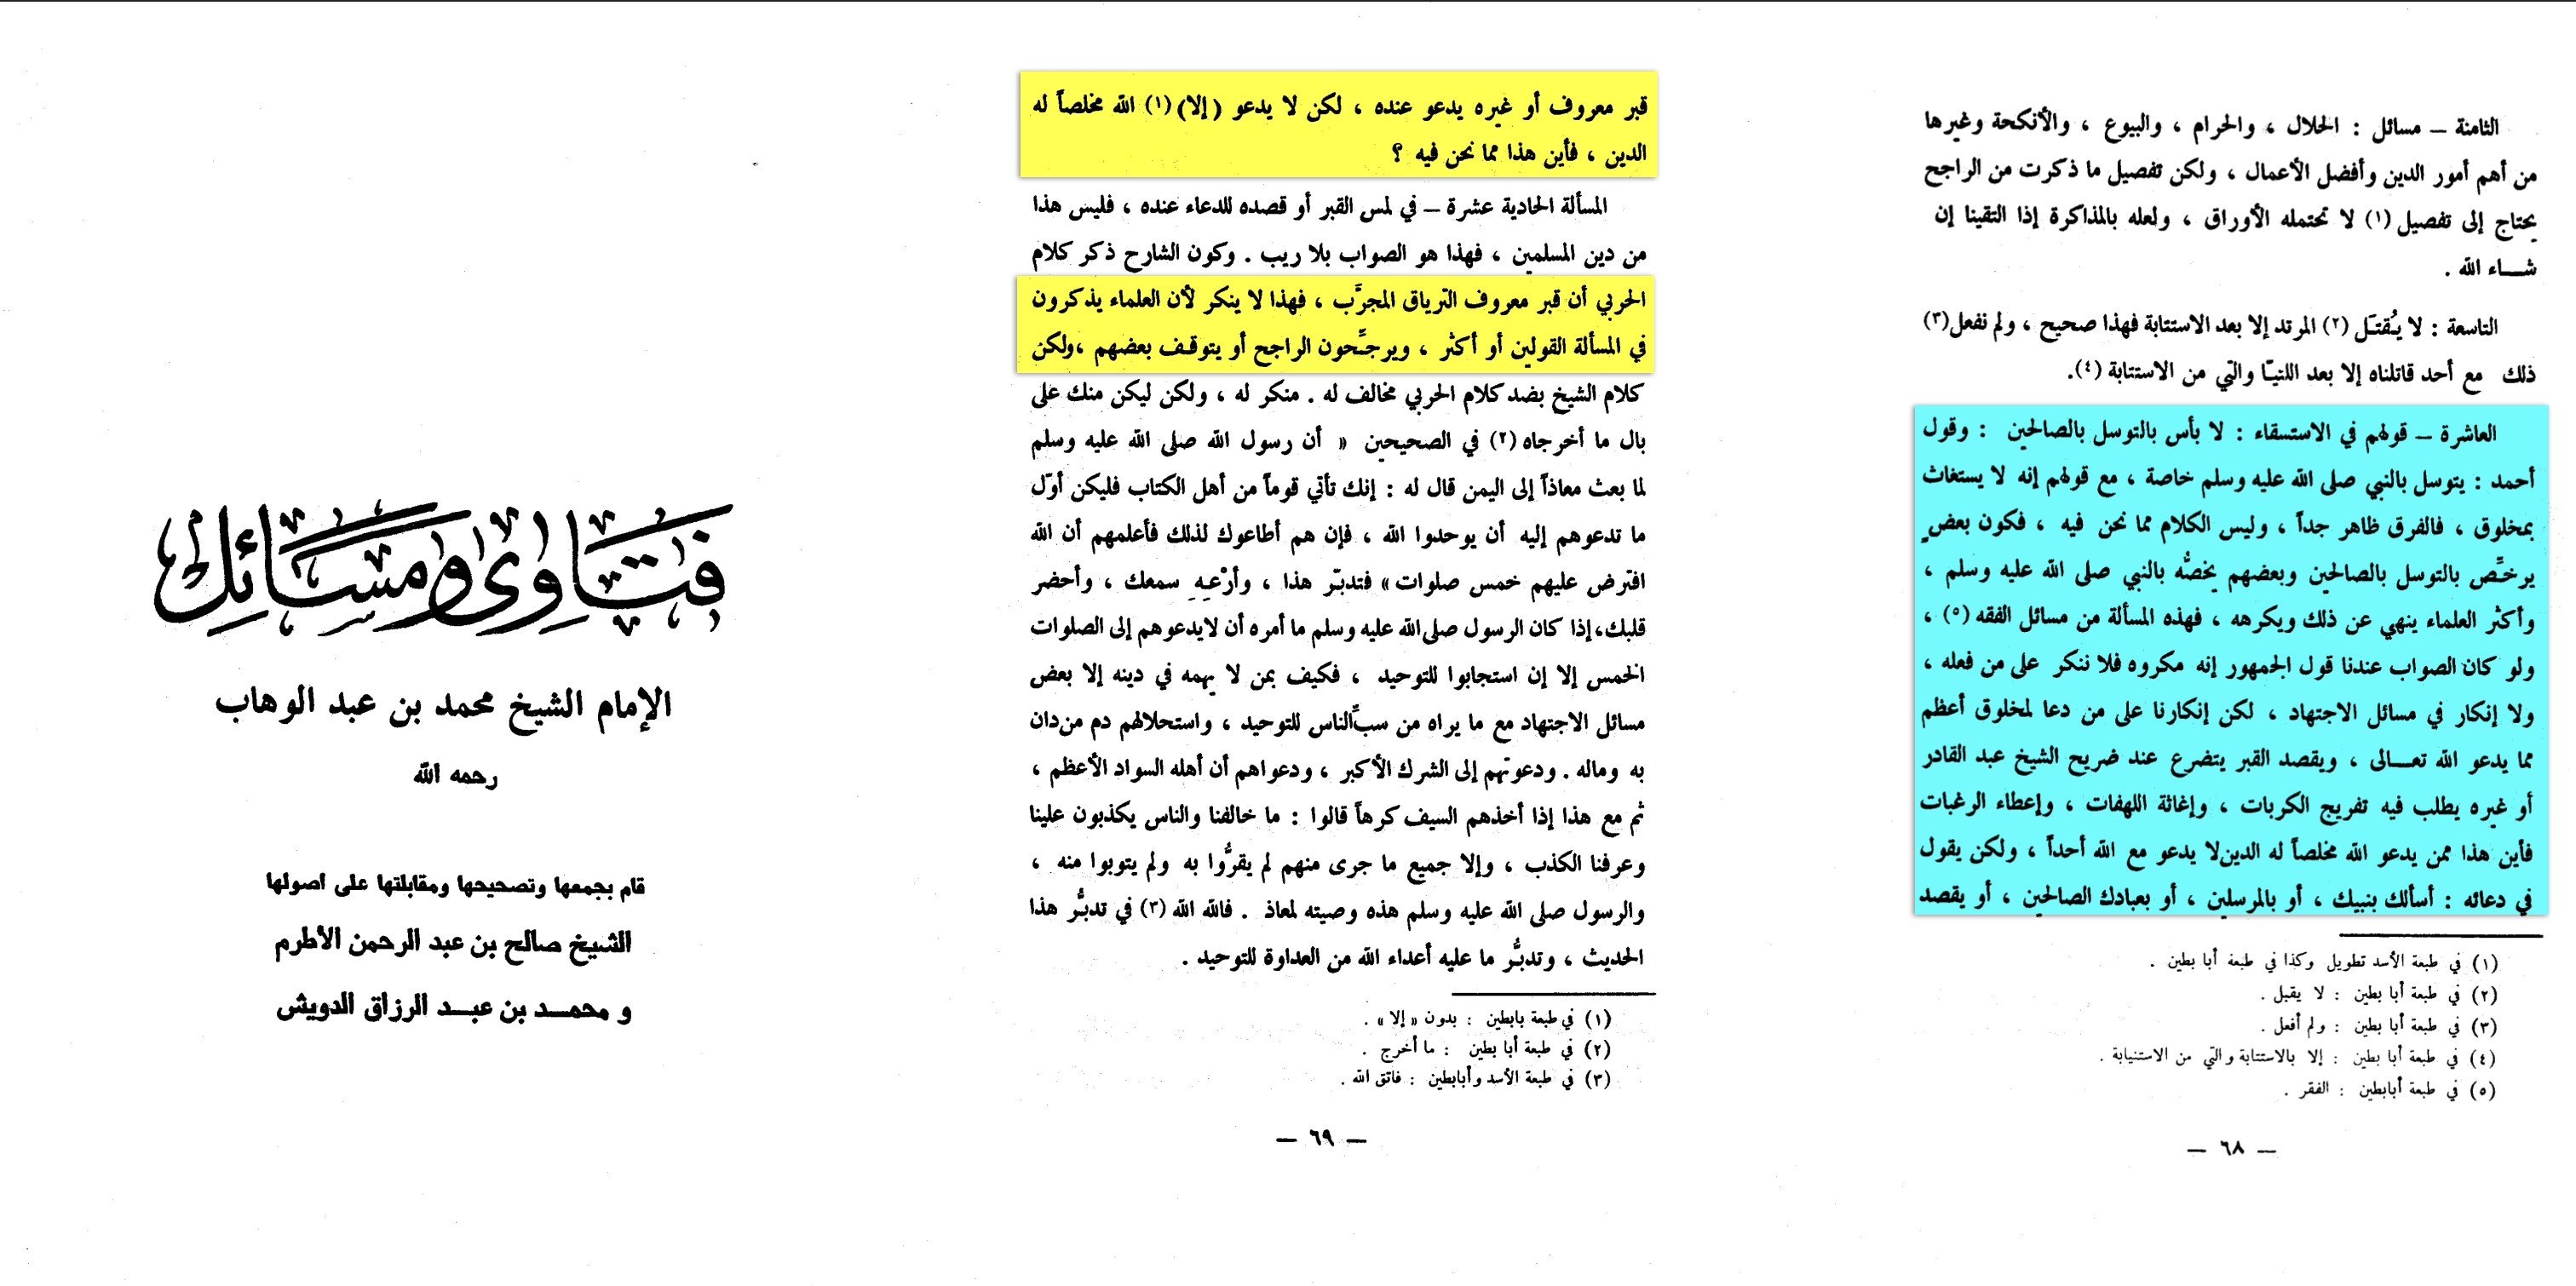 الثامنة – مسائل : الحلال ، والحرام ، والبيوع ، والأنكحة وغيرها
من أهم أمور الدين وأفضل الأعمال ، ولكن تفصيل ما ذكرت من الراجح
يحتاج إلى تفصيل (١) لا تحتمله الأوراق ، ولعله بالمذاكرة إذا التقينا إن
شــاء الله .
التاسعة : لا يُقتَل (٢) المرتد إلا بعد الاستتابة فهذا صحيح ، ولم نفعل(٣)
ذلك مع أحد قاتلناه إلا بعد اللتيّا والتي من الاستتابة (٤).
العاشرة – قولهم في الاستسقاء : لا بأس بالتوسل بالصالحين : وقول
أحمد : يتوسل بالنبي صلى الله عليه وسلم خاصة ، مع قولهم إنه لا يستغاث
بمخلوق ، فالفرق ظاهر جداً ، وليس الكلام مما نحن فيه ، فكون بعضٍ
يرخِّص بالتوسل بالصالحين وبعضهم يخصُّه بالنبي صلى الله عليه وسلم ،
وأكثر العلماء ينهي عن ذلك ويكرهه ، فهذه المسألة من مسائل الفقه (٥) ،
ولو كان الصواب عندنا قول الجمهور إنه مكروه فلا ننكر على من فعله ،
ولا إنكار في مسائل الاجتهاد ، لكن إنكارنا على من دعا لمخلوق أعظم
مما يدعو الله تعــالى ، ويقصد القبر يتضرع عند ضريح الشيخ عبد القادر
أو غيره يطلب فيه تفريج الكربات ، وإغاثة اللهفات ، وإعطاء الرغبات
فأين هذا ممن يدعو الله مخلصاً له الدين لا يدعو مع الله أحداً ، ولكن يقول
في دعائه : أسألك بنبيك ، أو بالمرسلين ، أو بعبادك الصالحين ، أو يقصد
(١) في طبعة الأسد تطويل وكذا في طبعة أبا بطين .
(٢) في طبعة أبا بطين : لا يقبل .
(٣) في طبعة أبا بطين : ولم أفعل .
(٤) في طبعة أبا بطين : إلا بالاستتابة والتي من الاستنيابة .
(٥) في طبعة أبابطين : الفقر .
– ٦٨ –
قبر معروف أو غيره يدعو عنده ، لكن لا يدعو (إلا)(١) الله مخلصاً له
الدين ، فأين هذا مما نحن فيه ؟
المسألة الحادية عشرة – في لمس القبر أو قصده للدعاء عنده ، فليس هذا
من دين المسلمين ، فهذا هو الصواب بلا ريب . وكون الشارح ذكر كلام
الحربي أن قبر معروف الترياق المجرَّب ، فهذا لا ينكر لأن العلماء يذكرون
في المسألة القولين أو أكثر ، ويرجِّحون الراجح أو يتوقف بعضهم ،ولكن
كلام الشيخ بضد كلام الحربي مخالف له . منكر له ، ولكن ليكن منك على
بال ما أخرجاه (٢) في الصحيحين « أن رسول الله صلى الله عليه وسلم
لما بعث معاذاً إلى اليمن قال له : إنك تأتي قوماً من أهل الكتاب فليكن أوّل
ما تدعوهم إليه أن يوحدوا الله ، فإن هم أطاعوك لذلك فأعلمهم أن الله
افترض عليهم خمس صلوات» فتدبّر هذا ، وأرْعِهِ سمعك ، وأحضر
قلبك،إذا كان الرسول صلى الله عليه وسلم ما أمره أن لايدعوهم إلى الصلوات
الخمس إلا إن استجابوا للتوحيد ، فكيف بمن لا يهمه في دينه إلا بعض
مسائل الاجتهاد مع ما يراه من سبِّ الناس للتوحيد ، واستحلالهم دم من دان
به وماله . ودعوتهم إلى الشرك الأكبر ، ودعواهم أن أهله السواد الأعظم ،
ثم مع هذا إذا أخذهم السيف كرهاً قالوا : ما خالفنا والناس يكذبون علينا
وعرفنا الكذب ، وإلا جميع ما جرى منهم لم يقرُّوا به ولم يتوبوا منه ،
والرسول صلى الله عليه وسلم هذه وصيته لمعاذ . فالله الله (٣) في تدبُّر هذا
الحديث ، وتدبُّر ما عليه أعداء الله من العداوة للتوحيد .
(١) في طبعة بابطين : بدون « إلا» .
(٢) في طبعة أبا بطين : ما أخرج .
(٣) في طبعة الأسد وأبابطين : فاتق الله .
– ٦٩ –
فتاوى ومسائل
الإمام الشيخ محمد بن عبد الوهاب
رحمه الله
قام بجمعها وتصحيحها ومقابلتها على اصولها
الشيخ صالح بن عبد الرحمن الأطرم
و محمــد بن عبــد الرزاق الدويش